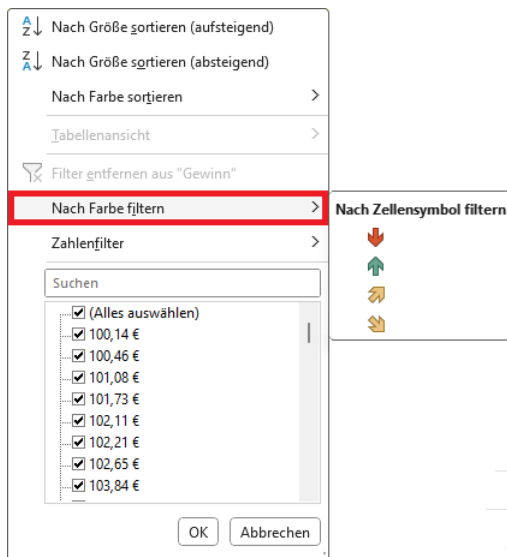 Nach Größe sortieren (aufsteigend)
Nach Größe sortieren (absteigend)
Nach Farbe sortieren
Tabellenansicht
Filter entfernen aus "Gewinn"
Nach Farbe filtern
Nach Zellensymbol filtern
Zahlenfilter
Suchen
(Alles auswählen)
100,14 €
100,46 €
101,08 €
101,73 €
102,11 €
102,21 €
102,65 €
103,84 €
OK
Abbrechen